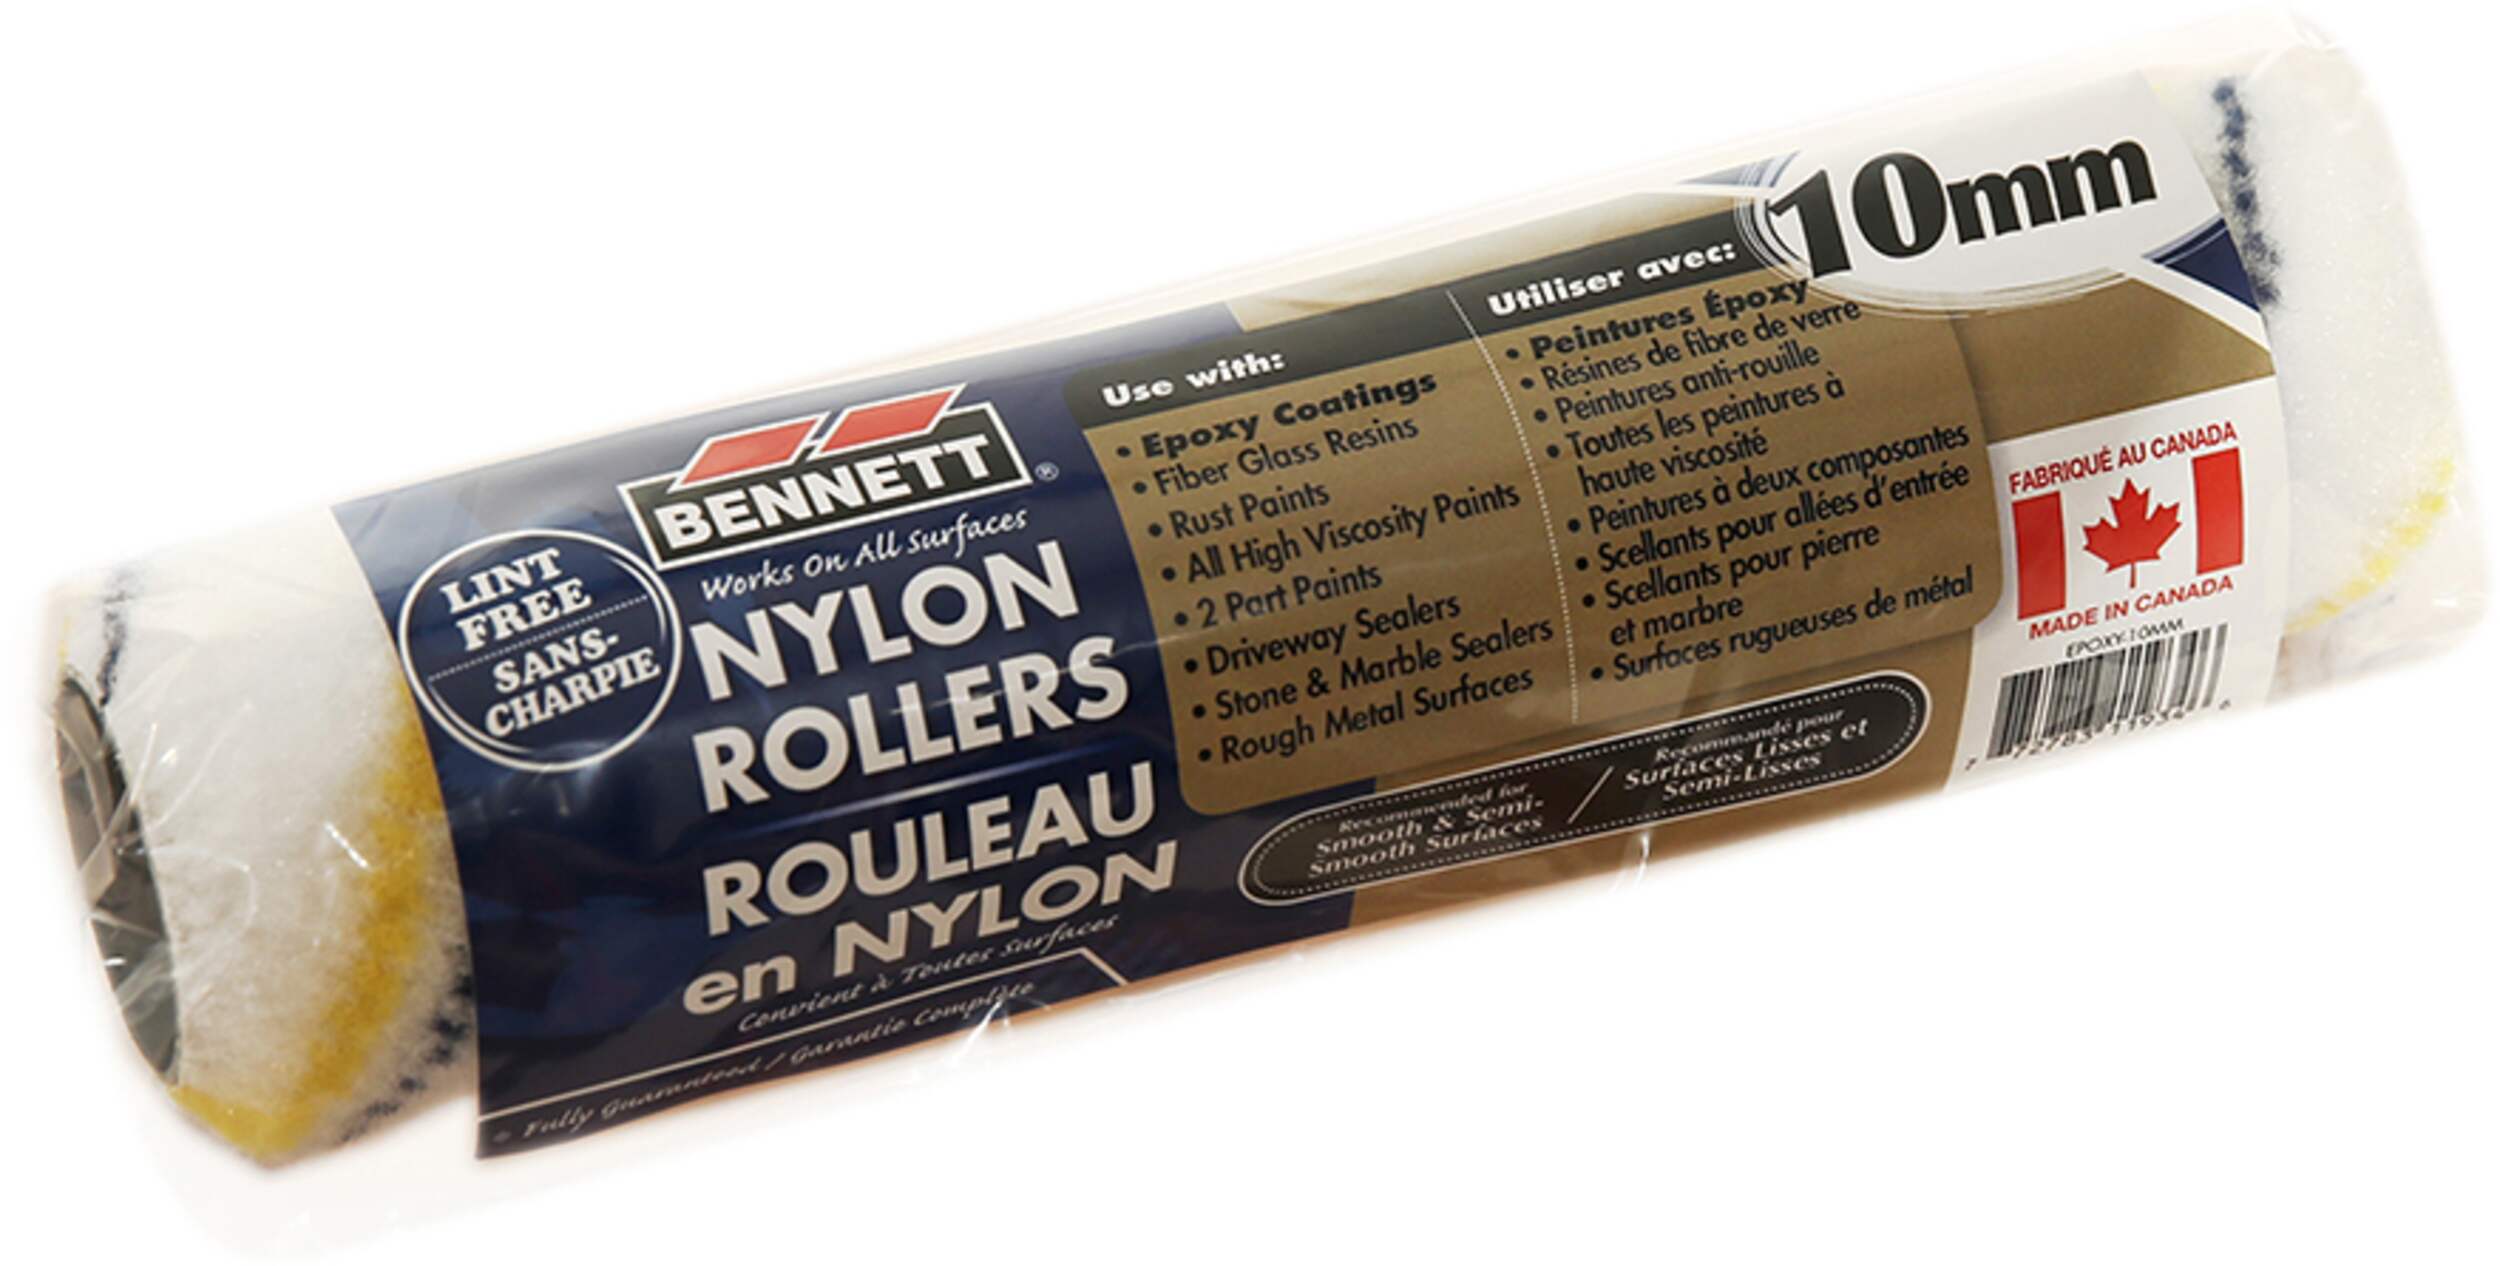 LINT
FREE
SANS-
CHARPIE
BENNETT®
Works On All Surfaces
NYLON
ROLLERS
ROULEAU
en NYLON
Convient à Toutes Surfaces
Fully Guaranteed / Garantie Complète
Use with:
• Epoxy Coatings
• Fiber Glass Resins
• Rust Paints
• All High Viscosity Paints
• 2 Part Paints
• Driveway Sealers
• Stone & Marble Sealers
• Rough Metal Surfaces
Utiliser avec:
• Peintures Époxy
• Résines de fibre de verre
• Peintures anti-rouille
• Toutes les peintures à
haute viscosité
• Peintures à deux composantes
• Scellants pour allées d'entrée
• Scellants pour pierre
et marbre
• Surfaces rugueuses de métal
Recommended for
Smooth & Semi-
Smooth Surfaces
Recommandé pour
Surfaces Lisses et
Semi-Lisses
10mm
FABRIQUÉ AU CANADA
MADE IN CANADA
EPOXY-10MM